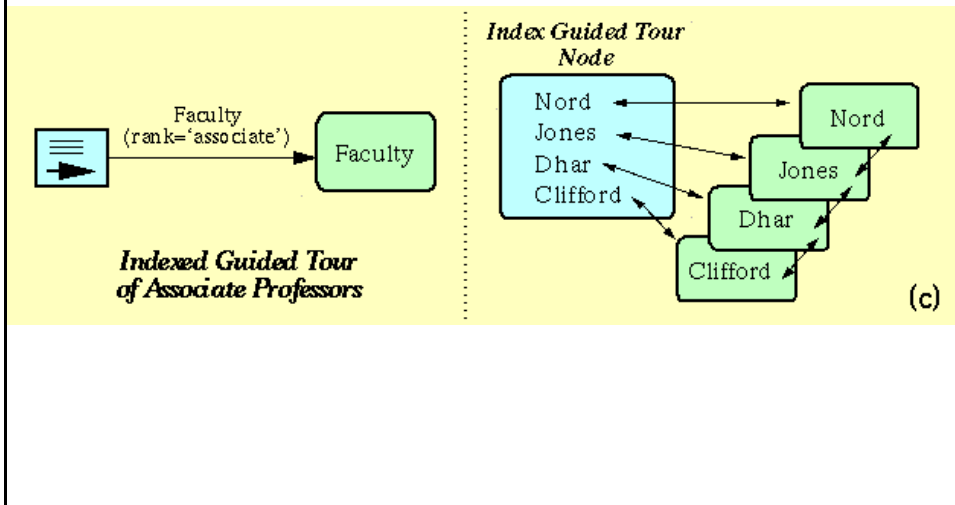 Faculty
(rank=‘associate’)
Faculty
Indexed Guided Tour
of Associate Professors
Index Guided Tour
Node
Nord
Jones
Dhar
Clifford
Nord
Jones
Dhar
Clifford
(c)